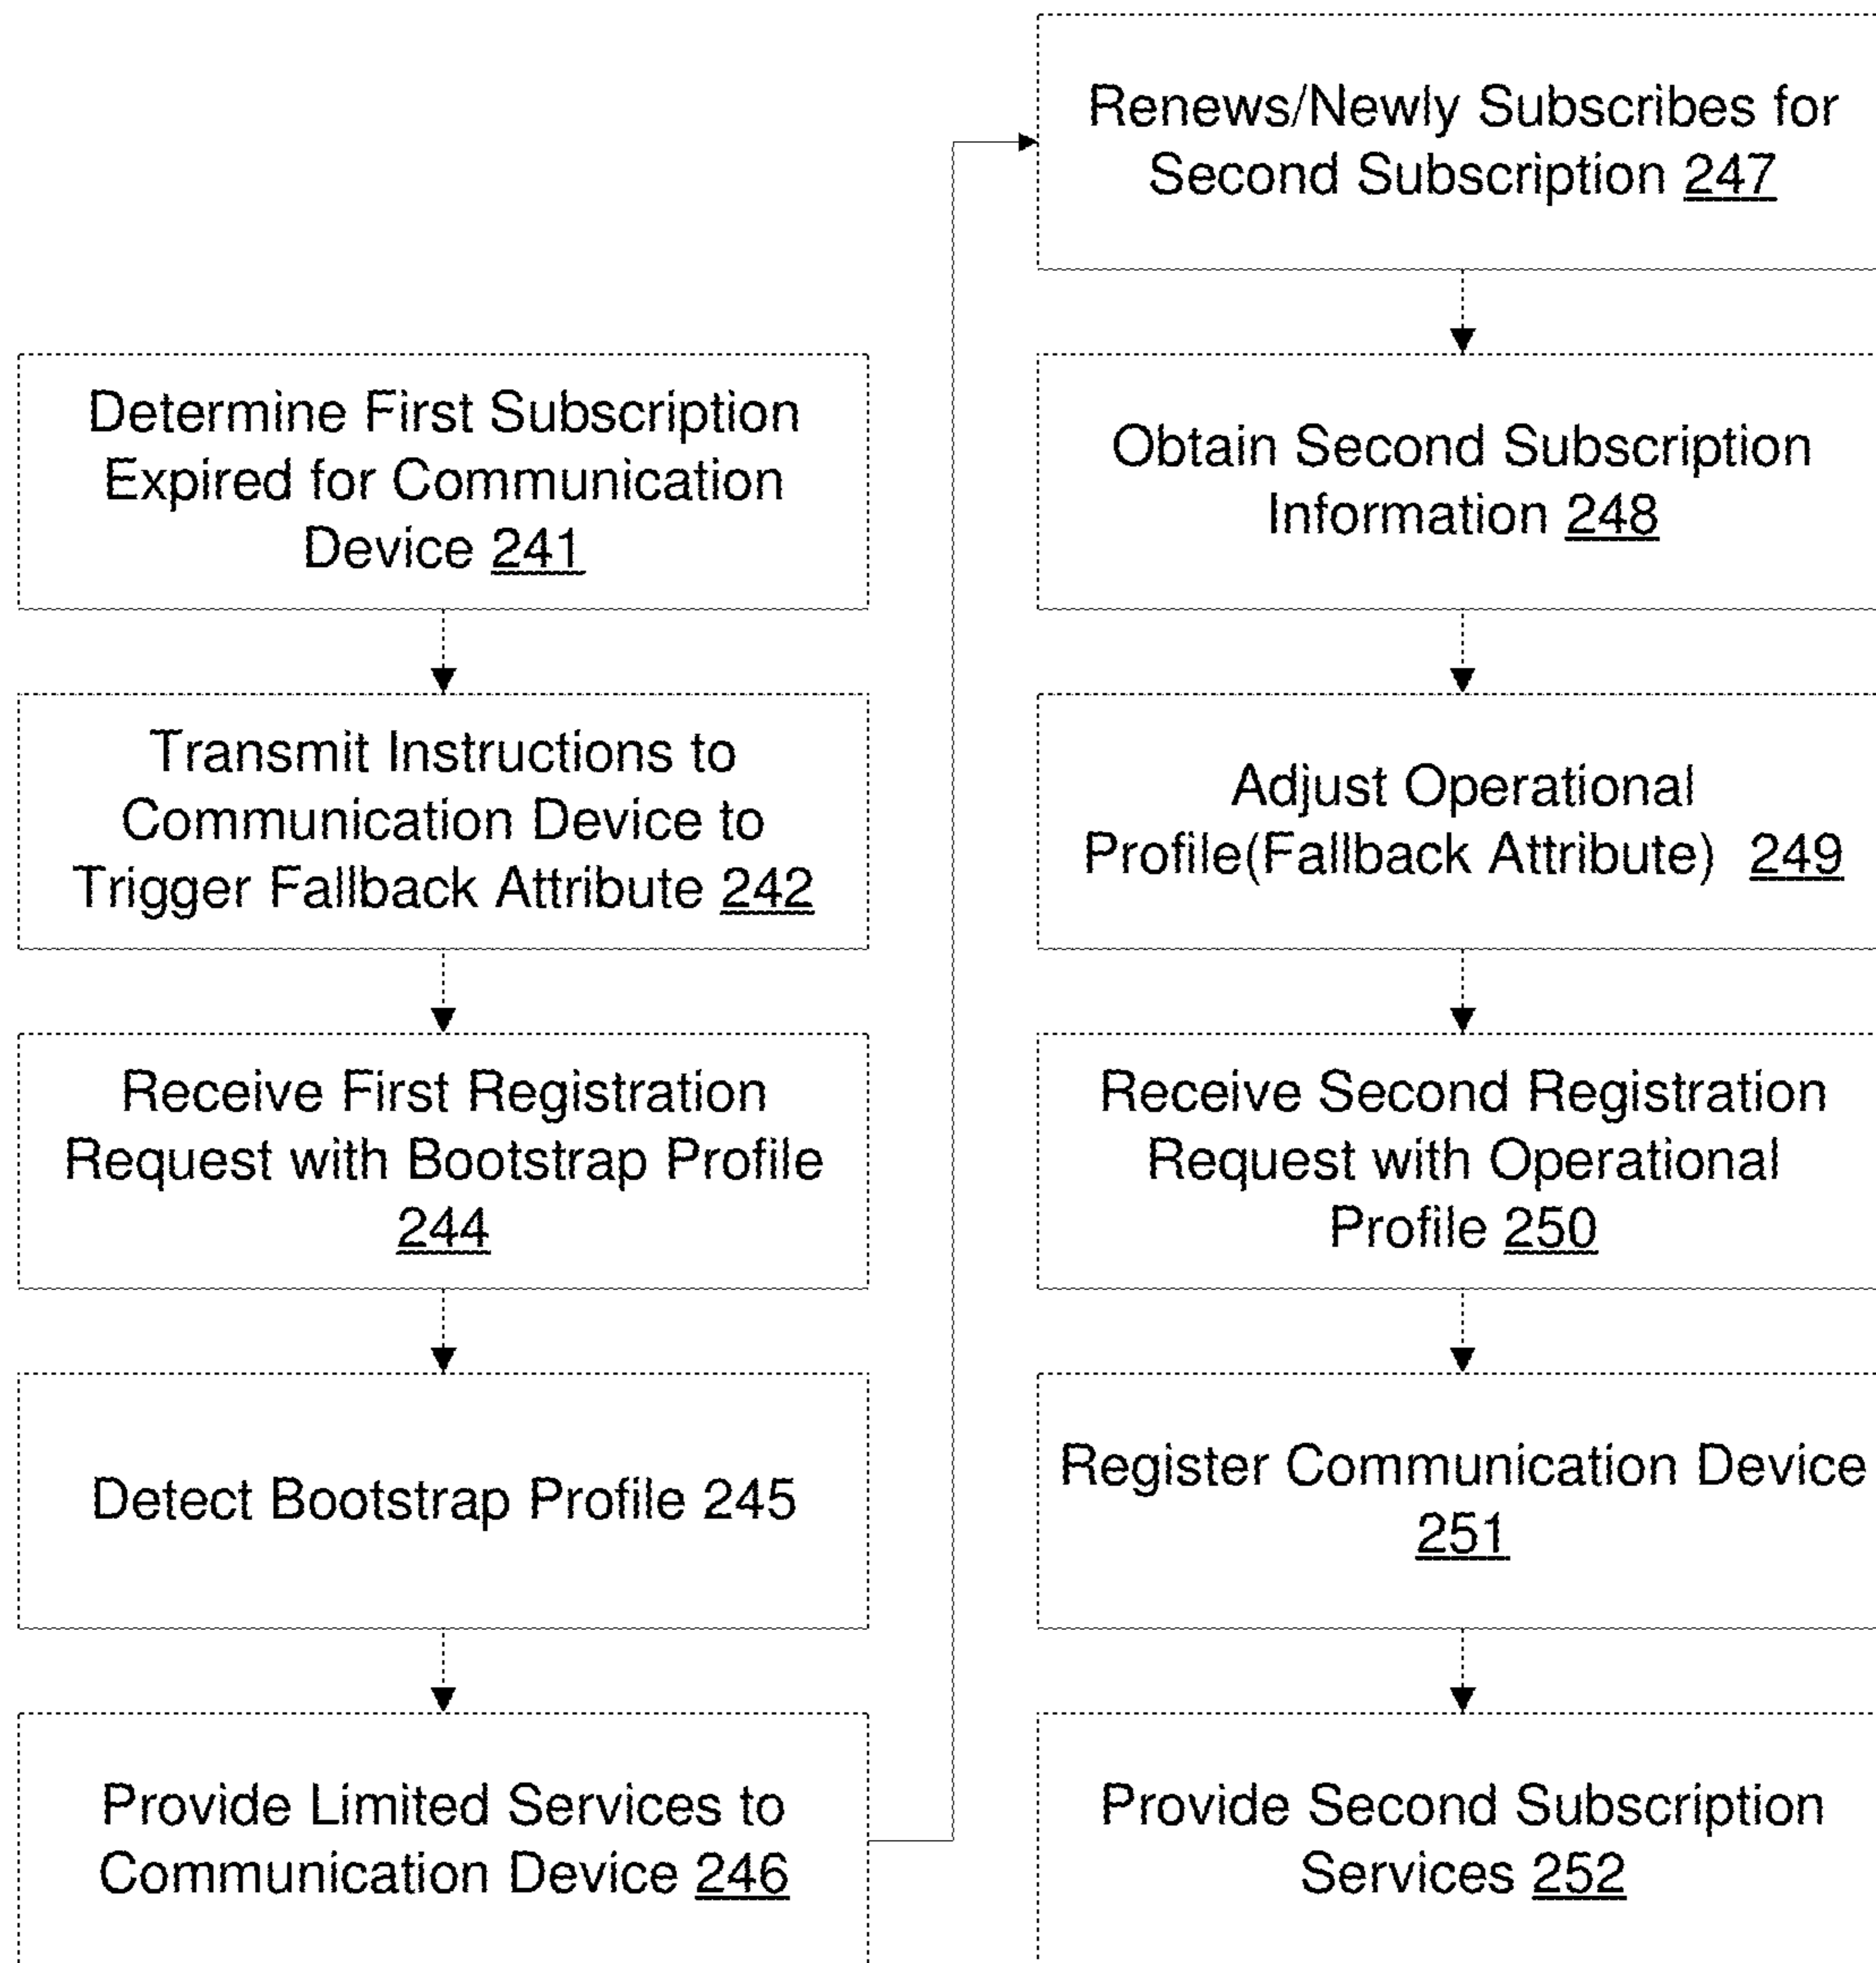 Determine First Subscription
Expired for Communication
Device 241
Transmit Instructions to
Communication Device to
Trigger Fallback Attribute 242
Receive First Registration
Request with Bootstrap Profile
244
Detect Bootstrap Profile 245
Provide Limited Services to
Communication Device 246
Renews/Newly Subscribes for
Second Subscription 247
Obtain Second Subscription
Information 248
Adjust Operational
Profile(Fallback Attribute) 249
Receive Second Registration
Request with Operational
Profile 250
Register Communication Device
251
Provide Second Subscription
Services 252